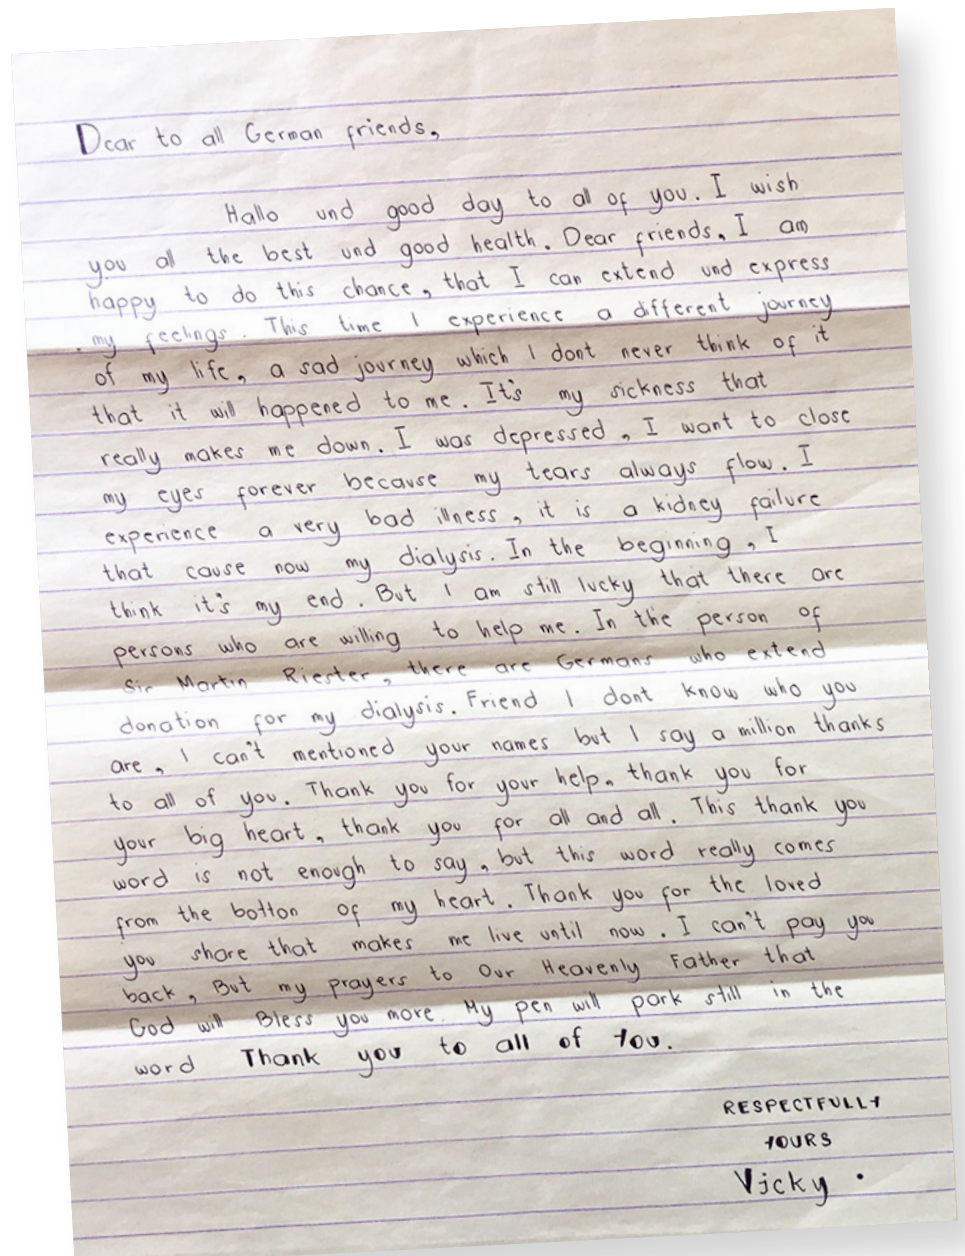 Dear to all German friends,
Hallo und good day to all of you. I wish
you all the best und good health. Dear friends, I am
happy to do this chance, that I can extend und express
my feelings. This time I experience a different journey
of my life, a sad journey which I dont never think of it
that it will happened to me. It's my sickness that
really makes me down. I was depressed, I want to close
my eyes forever because my tears always flow. I
experience a very bad illness, it is a kidney failure
that cause now my dialysis. In the beginning, I
think it's my end. But I am still lucky that there are
persons who are willing to help me. In the person of
Sir Martin Riester, there are Germans who extend
donation for my dialysis. Friend I dont know who you
are, I can't mentioned your names but I say a million thanks
to all of you. Thank you for your help, thank you for
your big heart, thank you for all and all. This thank you
word is not enough to say, but this word really comes
from the botton of my heart. Thank you for the loved
you share that makes me live until now. I can't pay you
back, But my prayers to Our Heavenly Father that
God will Bless you more. My pen will park still in the
word Thank you to all of You.
RESPECTFULLY
YOURS
Vicky.